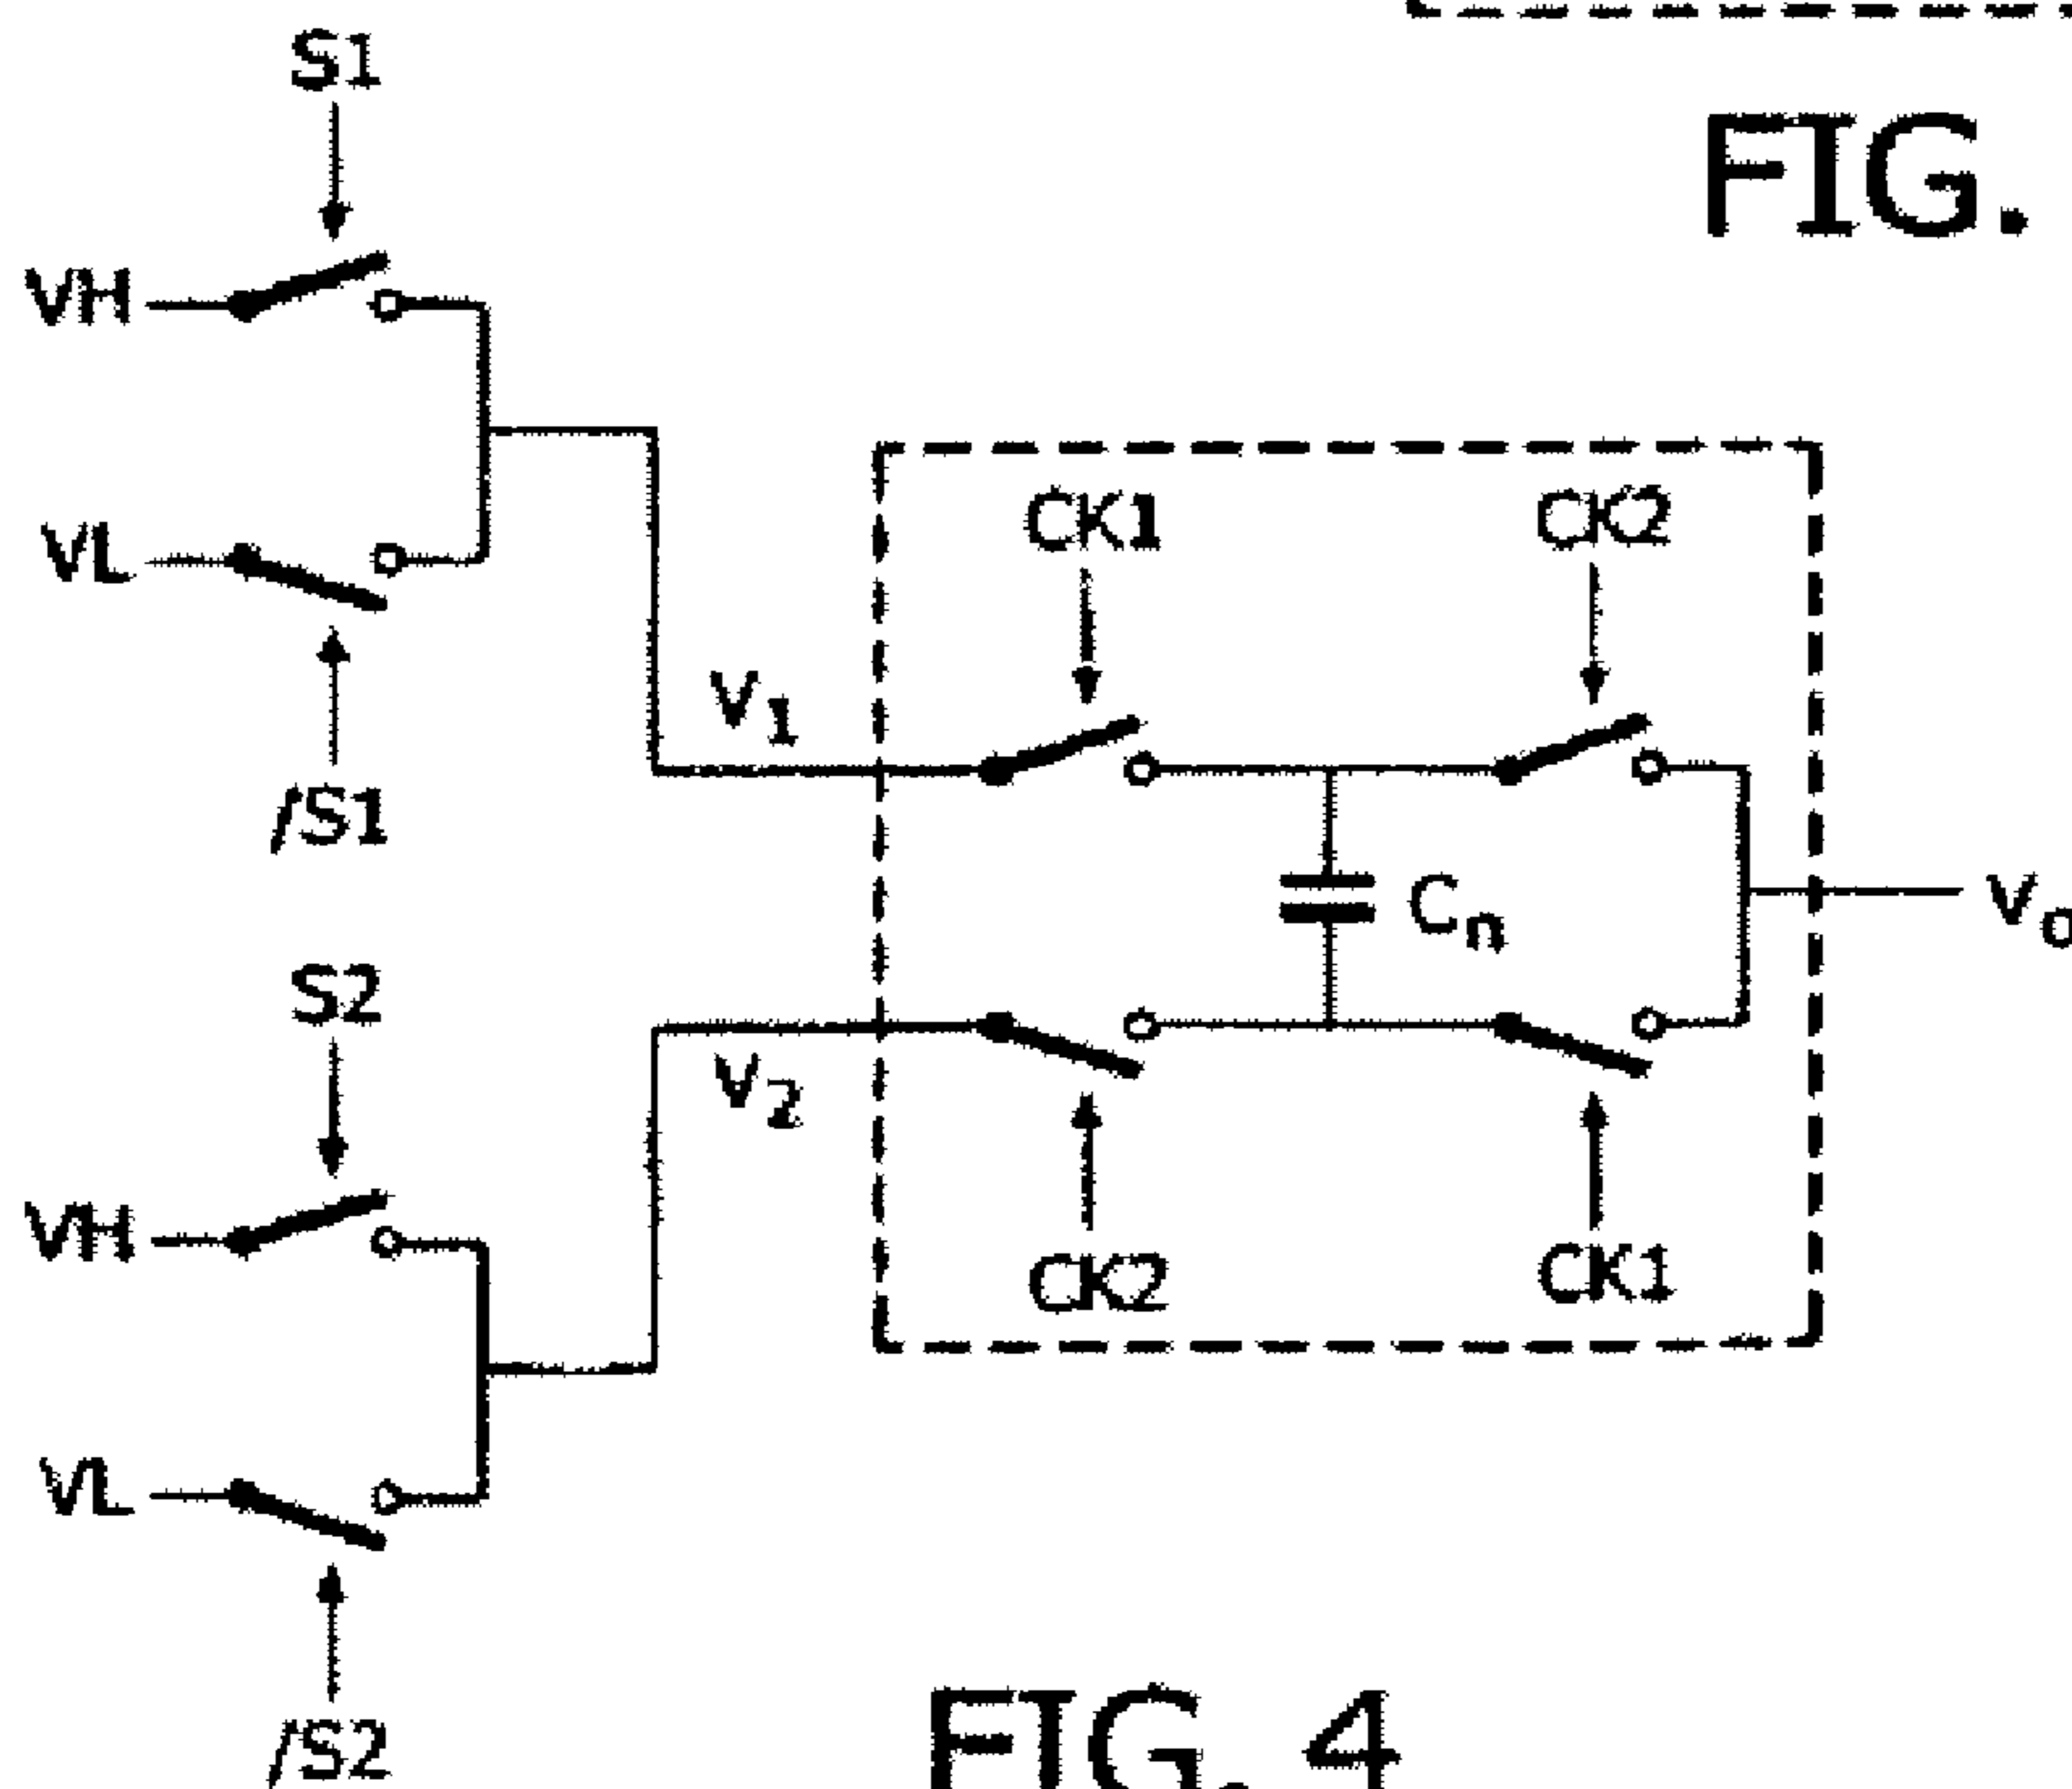 S1
FIG.
VH
VL
CK1
CK2
V1
/S1
Cn
Vo
S2
V2
VH
CK2
CK1
VL
FIG. 4
/S2